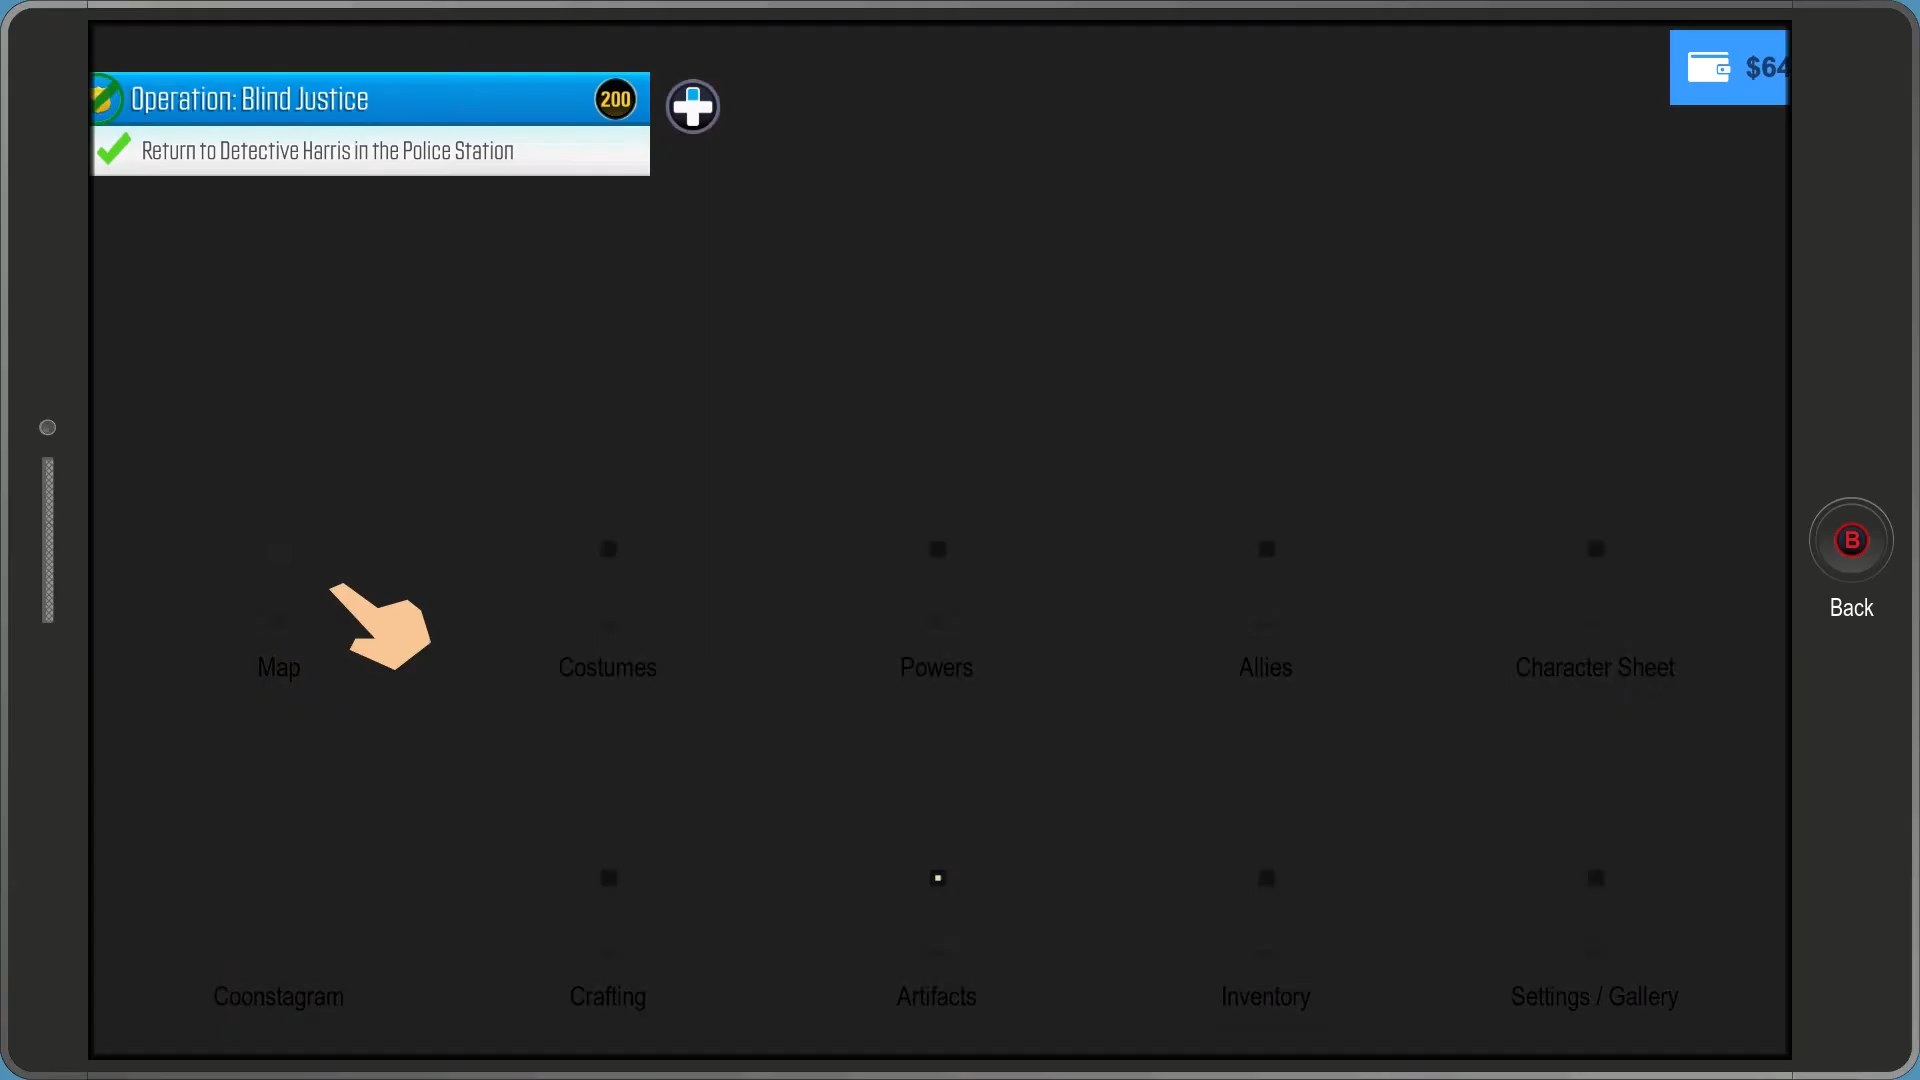 Operation: Blind Justice
200
$64
Return to Detective Harris in the Police Station
B
Back
Map
Costumes
Powers
Allies
Character Sheet
Coonstagram
Crafting
Artifacts
Inventory
Settings / Gallery